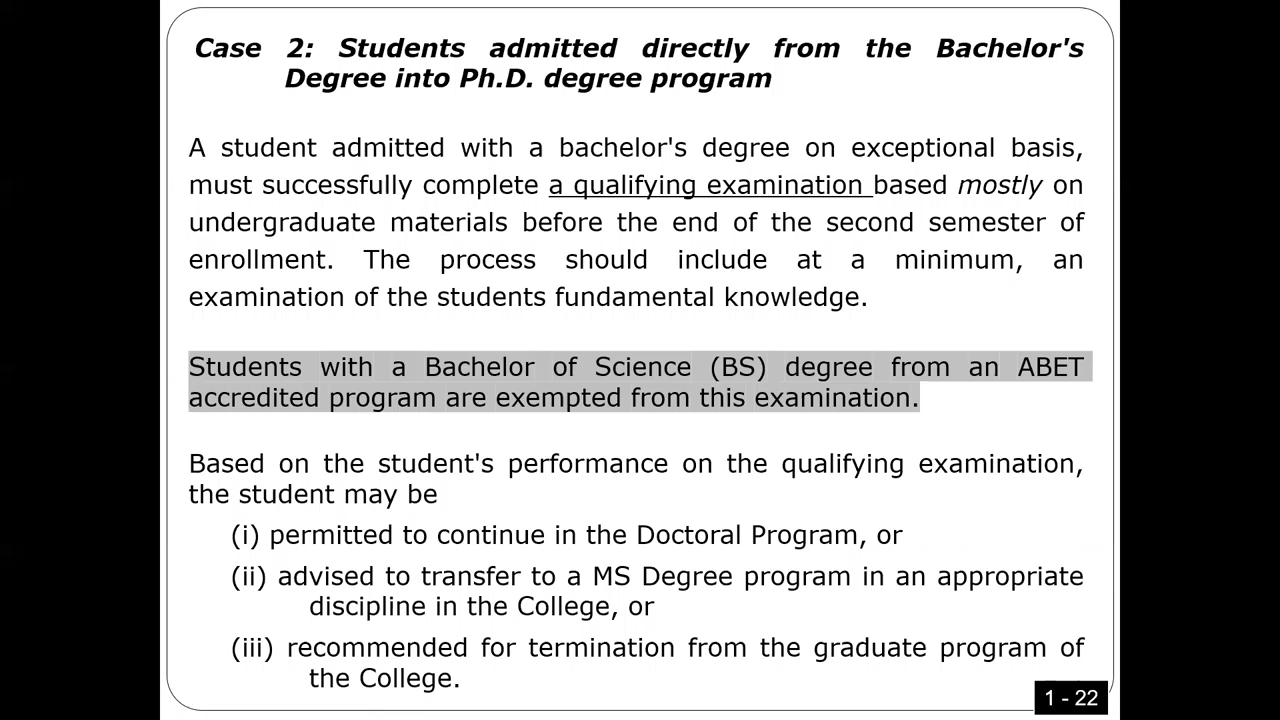 Case 2: Students admitted directly from the Bachelor's
Degree into Ph.D. degree program
A student admitted with a bachelor's degree on exceptional basis,
must successfully complete a qualifying examination based mostly on
undergraduate materials before the end of the second semester of
enrollment. The process should include at a minimum, an
examination of the students fundamental knowledge.
Students with a Bachelor of Science (BS) degree from an ABET
accredited program are exempted from this examination.
Based on the student's performance on the qualifying examination,
the student may be
(i) permitted to continue in the Doctoral Program, or
(ii) advised to transfer to a MS Degree program in an appropriate
discipline in the College, or
(iii) recommended for termination from the graduate program of
the College.
1 - 22